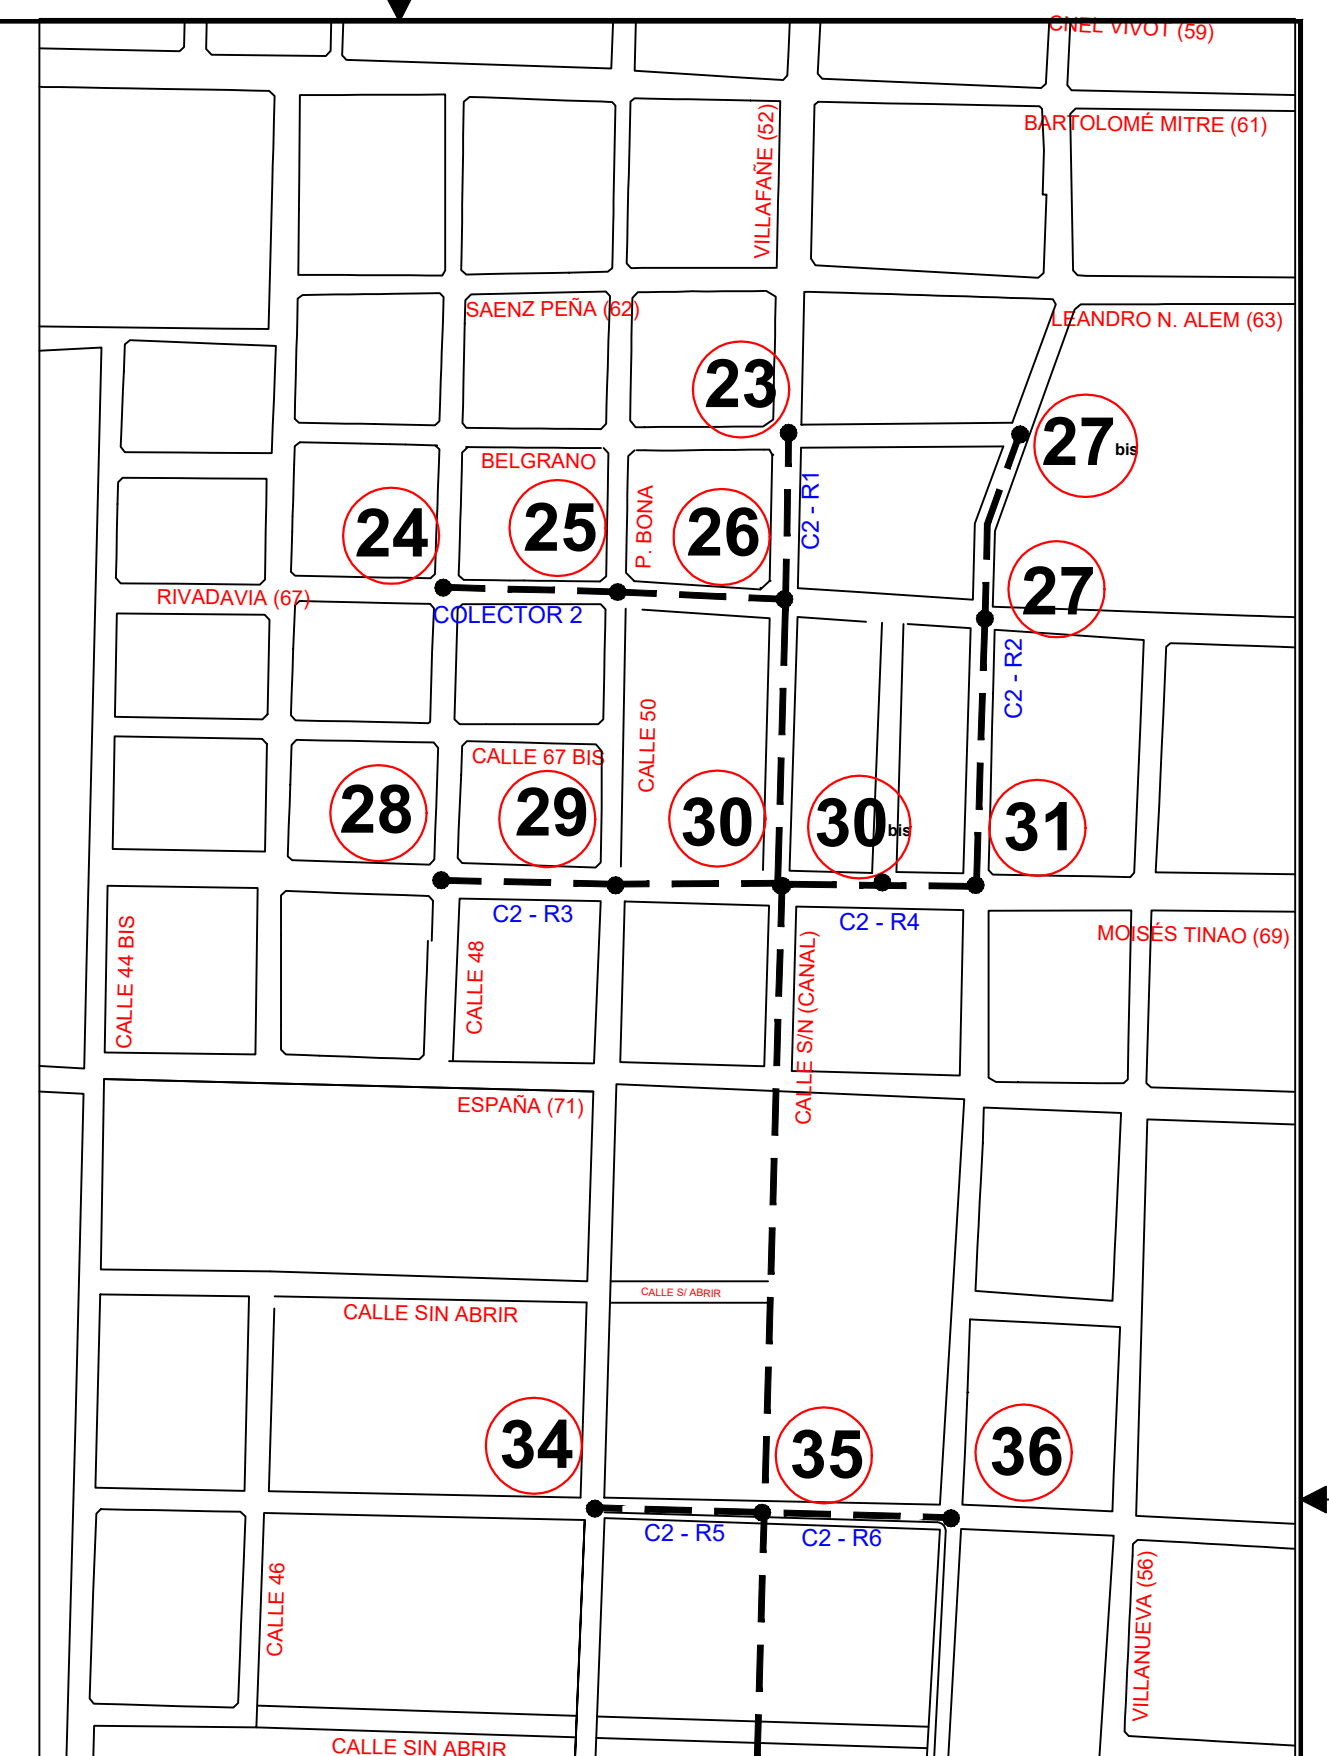 CNEL VIVOT (59)
BARTOLOMÉ MITRE (61)
VILLAFAÑE (52)
SAENZ PEÑA (62)
LEANDRO N. ALEM (63)
23
27 bis
BELGRANO
P. BONA
C2 - R1
24
25
26
27
RIVADAVIA (67)
COLECTOR 2
C2 - R2
CALLE 50
CALLE 67 BIS
28
29
30
30 bis
31
C2 - R3
C2 - R4
MOISÉS TINAO (69)
CALLE 44 BIS
CALLE 48
CALLE S/N (CANAL)
ESPAÑA (71)
CALLE S/ ABRIR
CALLE SIN ABRIR
34
35
36
C2 - R5
C2 - R6
CALLE 46
VILLANUEVA (56)
CALLE SIN ABRIR